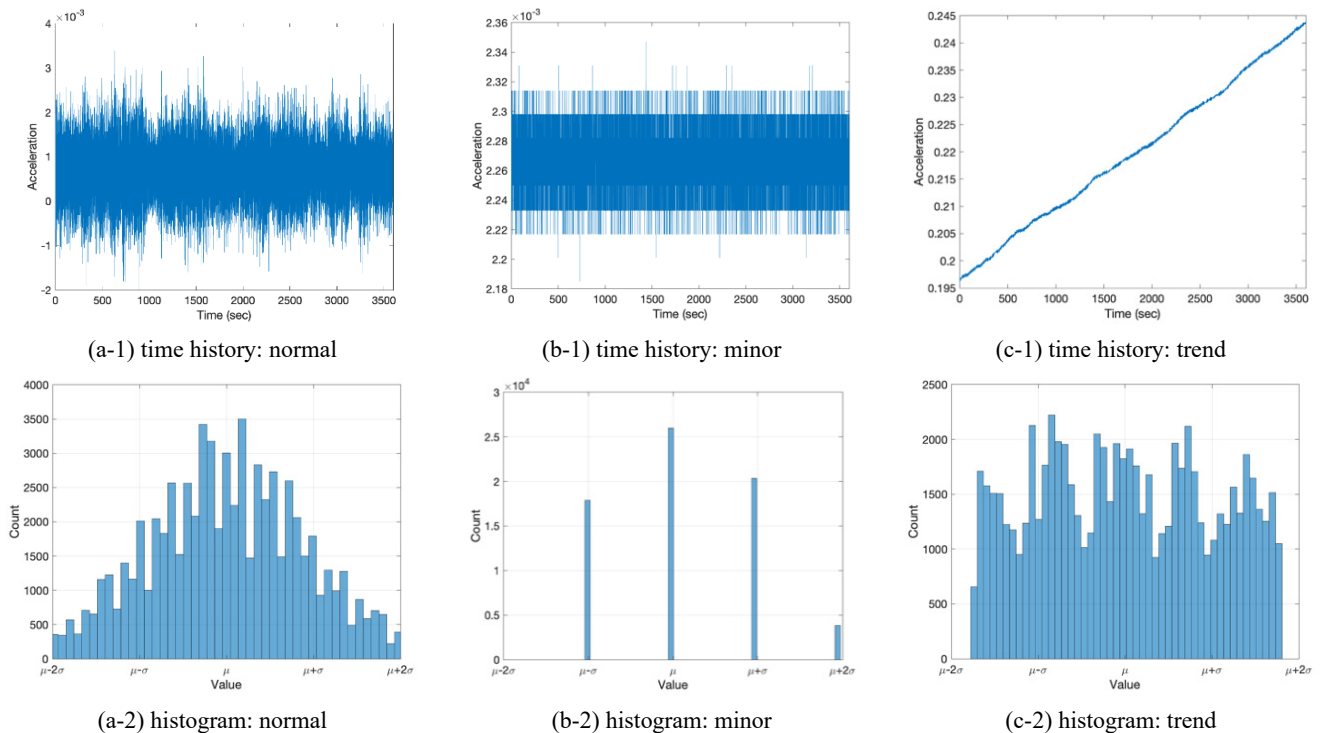 ×10⁻³
4
3
2
1
0
-1
-2
Acceleration
0 500 1000 1500 2000 2500 3000 3500
Time (sec)
(a-1) time history: normal
×10⁻³
2.36
2.34
2.32
2.3
2.28
2.26
2.24
2.22
2.2
2.18
Acceleration
0 500 1000 1500 2000 2500 3000 3500
Time (sec)
(b-1) time history: minor
0.245
0.24
0.235
0.23
0.225
0.22
0.215
0.21
0.205
0.2
0.195
Acceleration
0 500 1000 1500 2000 2500 3000 3500
Time (sec)
(c-1) time history: trend
4000
3500
3000
2500
2000
1500
1000
500
0
Count
μ-2σ μ-σ μ μ+σ μ+2σ
Value
(a-2) histogram: normal
×10⁴
3
2.5
2
1.5
1
0.5
0
Count
μ-2σ μ-σ μ μ+σ μ+2σ
Value
(b-2) histogram: minor
2500
2000
1500
1000
500
0
Count
μ-2σ μ-σ μ μ+σ μ+2σ
Value
(c-2) histogram: trend